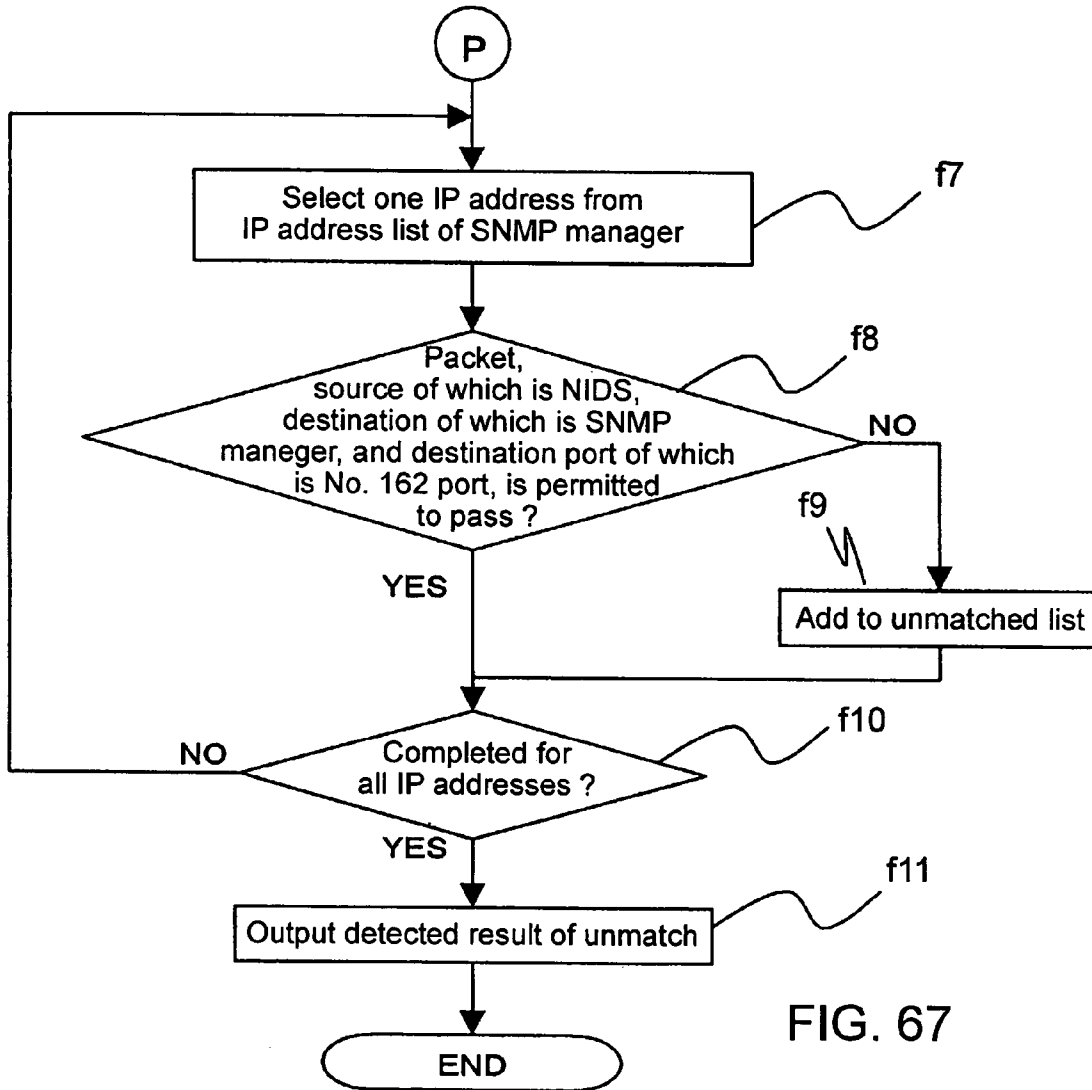 P
Select one IP address from
IP address list of SNMP manager
f7
Packet,
source of which is NIDS,
destination of which is SNMP
maneger, and destination port of which
is No. 162 port, is permitted
to pass ?
f8
NO
YES
f9
Add to unmatched list
Completed for
all IP addresses ?
f10
NO
YES
Output detected result of unmatch
f11
END
FIG. 67